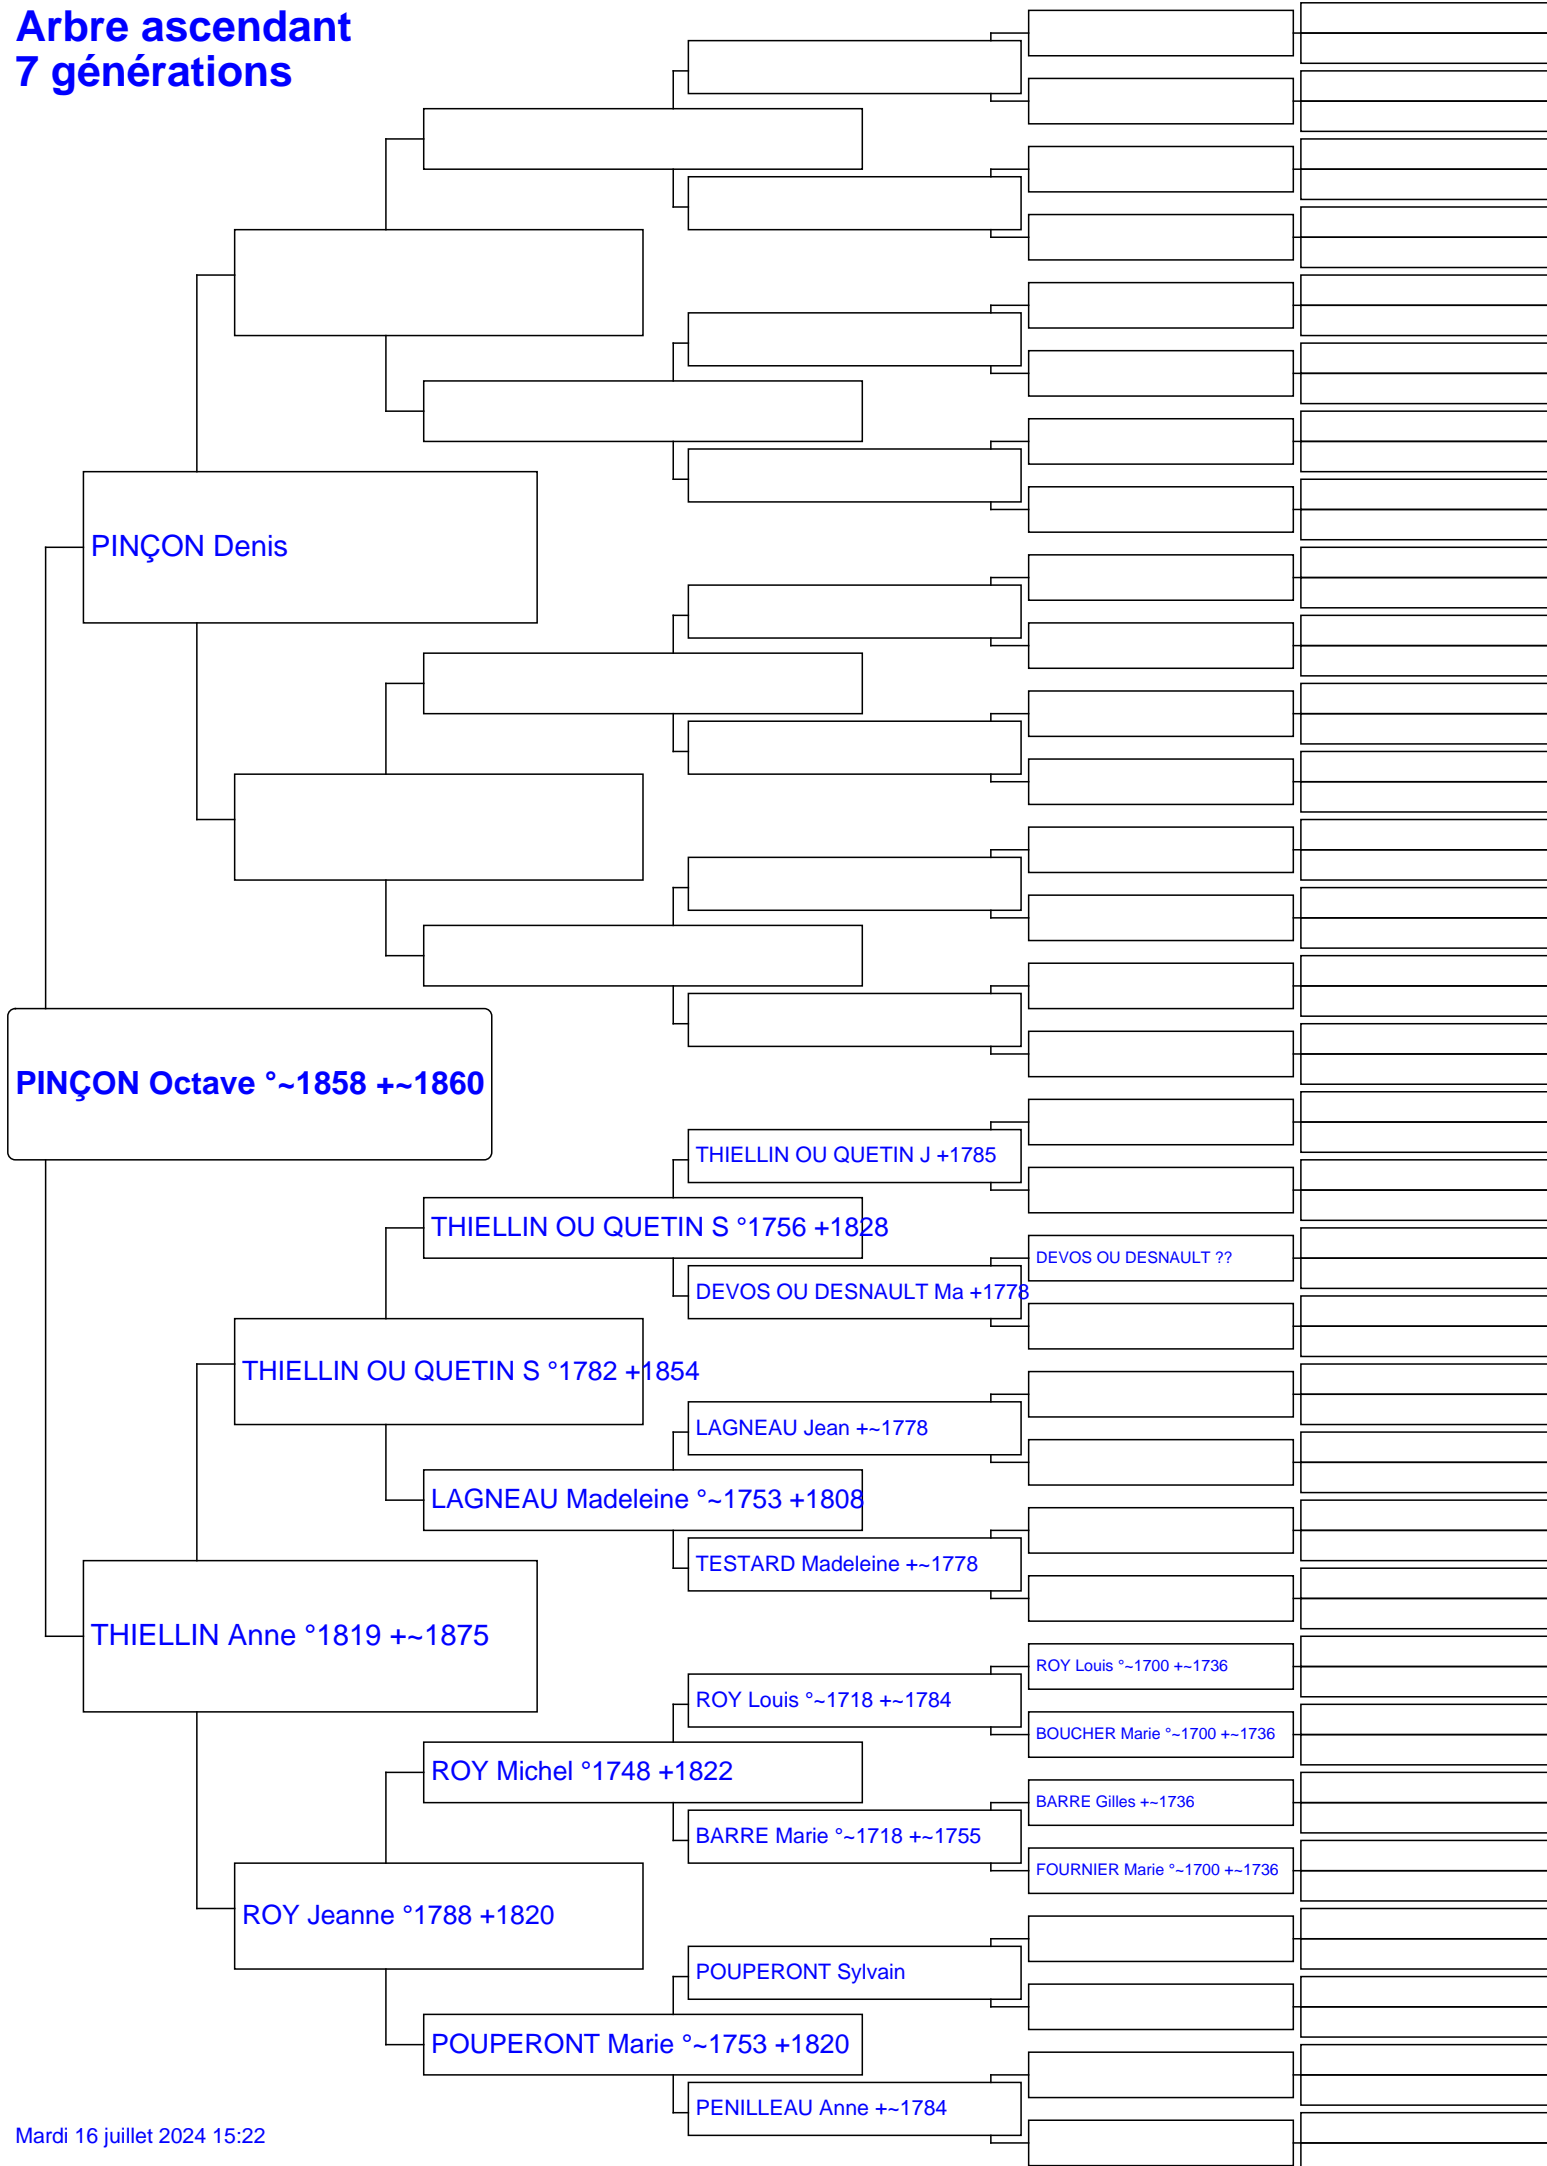 Arbre ascendant
7 générations
PINÇON Denis
PINÇON Octave °~1858 +~1860
THIELLIN OU QUETIN J +1785
THIELLIN OU QUETIN S °1756 +1828
DEVOS OU DESNAULT ??
DEVOS OU DESNAULT Ma +1778
THIELLIN OU QUETIN S °1782 +1854
LAGNEAU Jean +~1778
LAGNEAU Madeleine °~1753 +1808
TESTARD Madeleine +~1778
THIELLIN Anne °1819 +~1875
ROY Louis °~1700 +~1736
ROY Louis °~1718 +~1784
BOUCHER Marie °~1700 +~1736
ROY Michel °1748 +1822
BARRE Gilles +~1736
BARRE Marie °~1718 +~1755
FOURNIER Marie °~1700 +~1736
ROY Jeanne °1788 +1820
POUPERONT Sylvain
POUPERONT Marie °~1753 +1820
PENILLEAU Anne +~1784
Mardi 16 juillet 2024 15:22